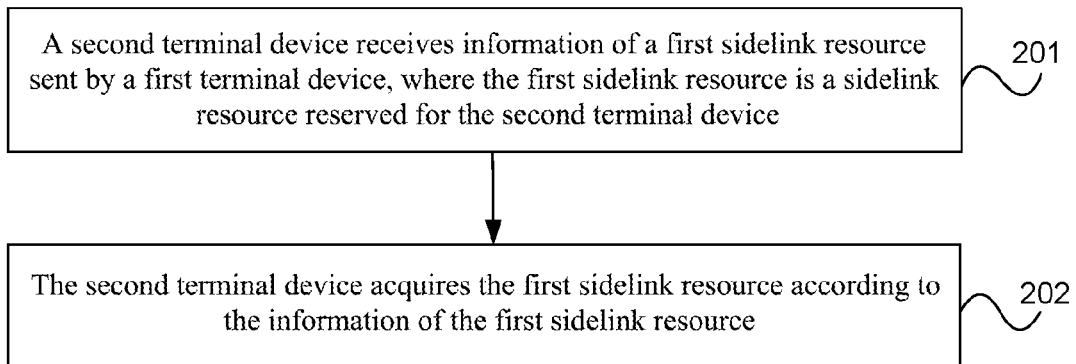 A second terminal device receives information of a first sidelink resource
sent by a first terminal device, where the first sidelink resource is a sidelink
resource reserved for the second terminal device
201
The second terminal device acquires the first sidelink resource according to
the information of the first sidelink resource
202